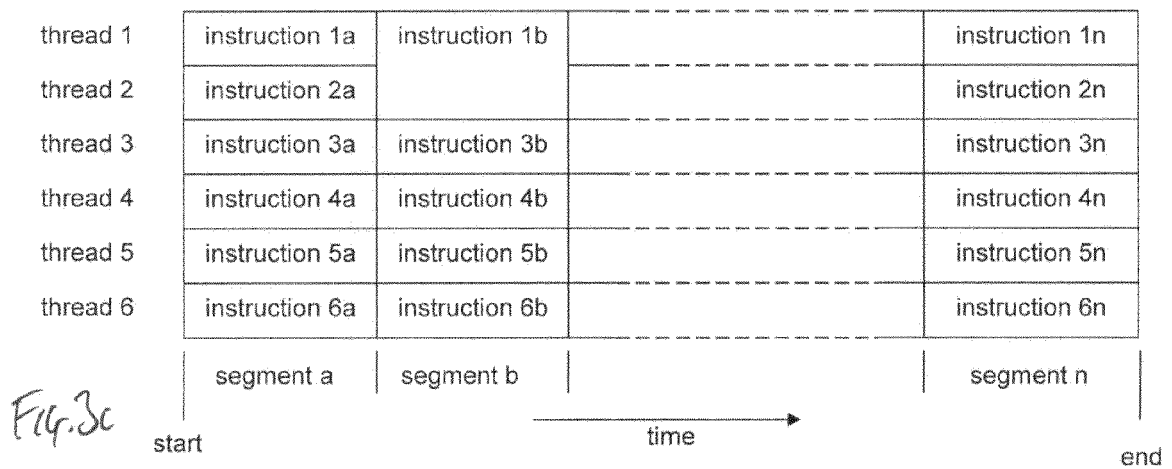 thread 1 instruction 1a instruction 1b instruction 1n
thread 2 instruction 2a instruction 2n
thread 3 instruction 3a instruction 3b instruction 3n
thread 4 instruction 4a instruction 4b instruction 4n
thread 5 instruction 5a instruction 5b instruction 5n
thread 6 instruction 6a instruction 6b instruction 6n
segment a segment b segment n
Fig.3c
start time end